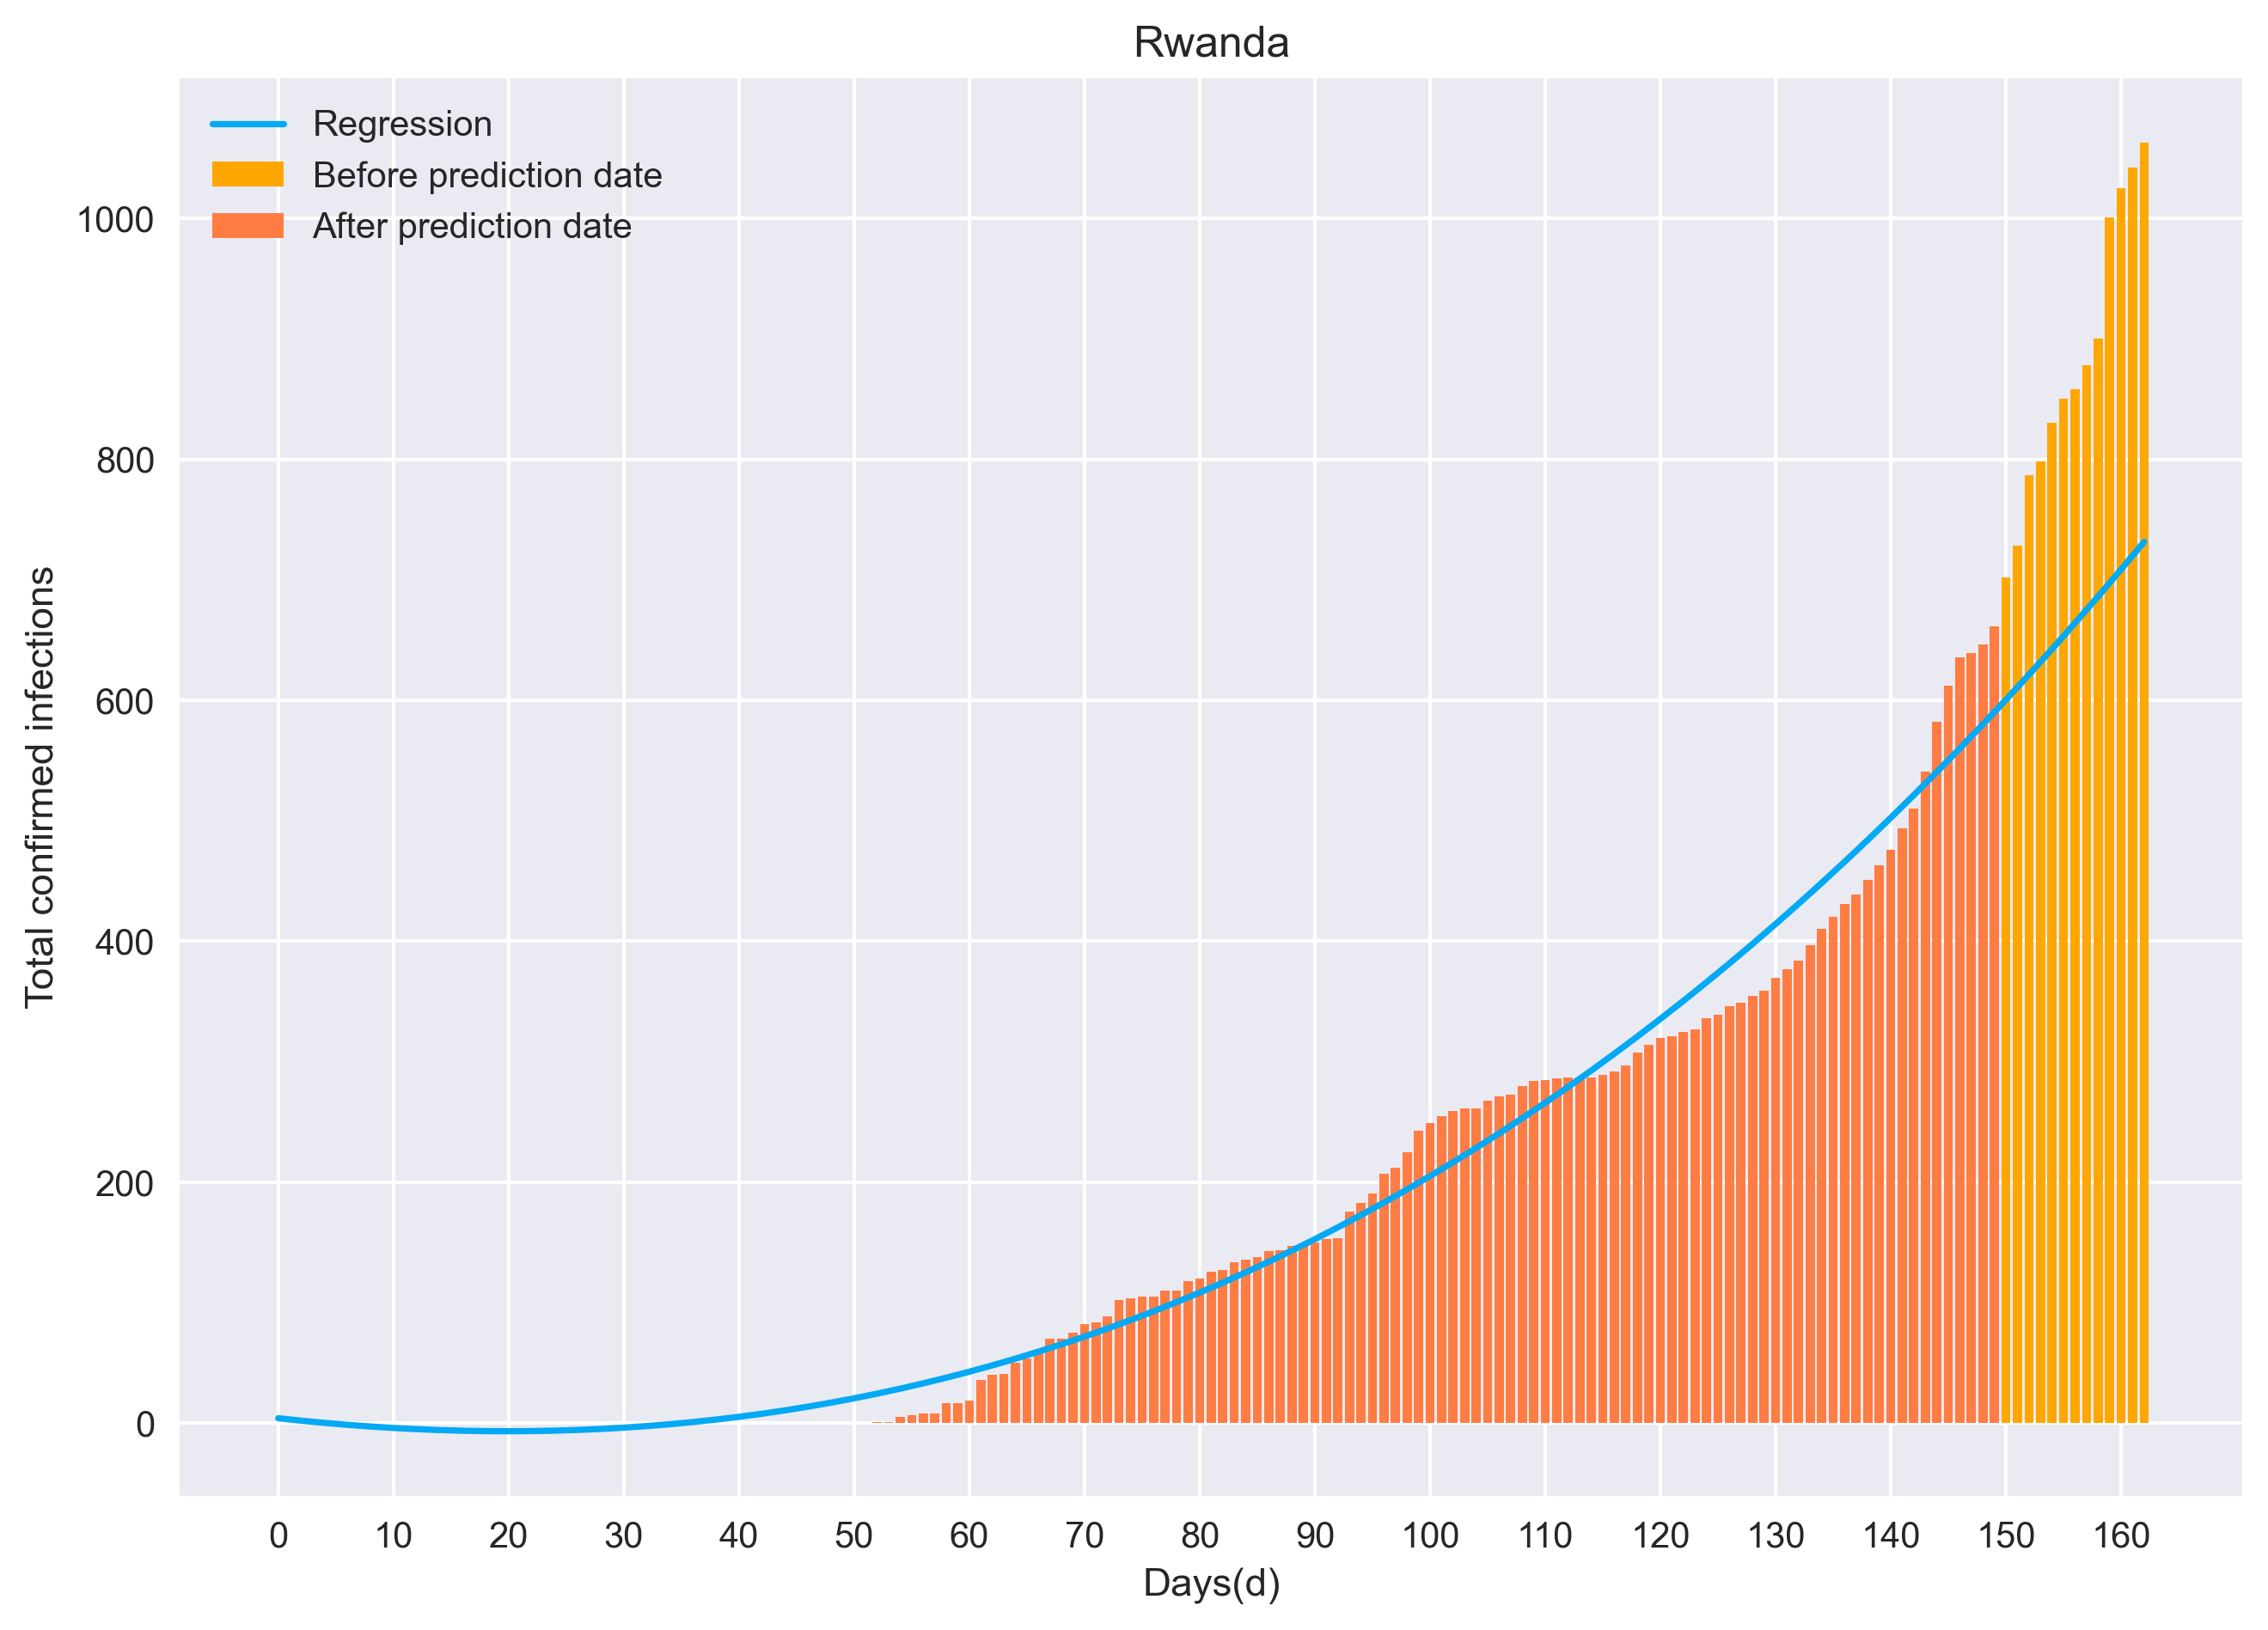 Rwanda
Regression
Before prediction date
After prediction date
Total confirmed infections
1000
800
600
400
200
0
0 10 20 30 40 50 60 70 80 90 100 110 120 130 140 150 160
Days(d)